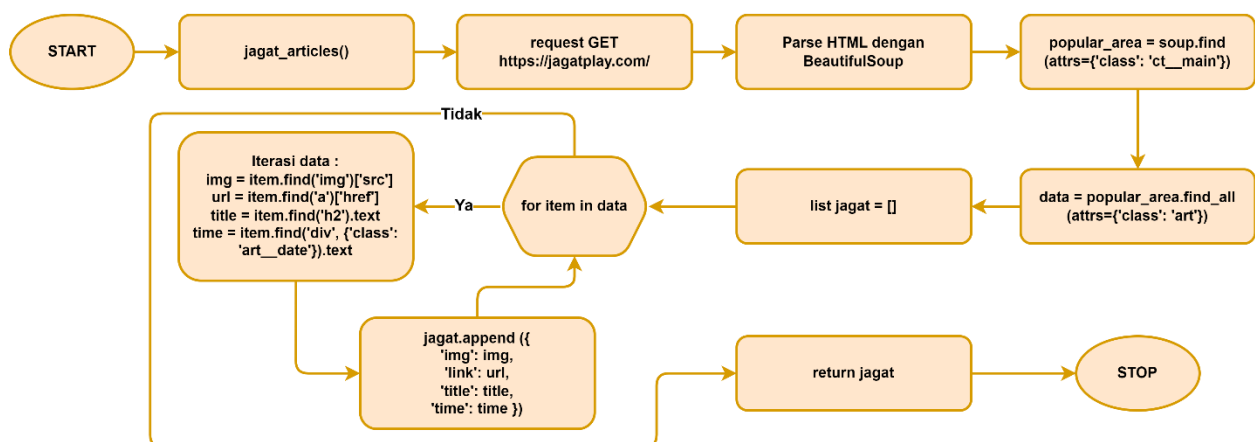 START
jagat_articles()
request GET
https://jagatplay.com/
Parse HTML dengan
BeautifulSoup
popular_area = soup.find
(attrs={'class': 'ct__main'})
data = popular_area.find_all
(attrs={'class': 'art'})
list jagat = []
for item in data
Ya
Tidak
Iterasi data :
img = item.find('img')['src']
url = item.find('a')['href']
title = item.find('h2').text
time = item.find('div', {'class':
'art__date'}).text
jagat.append ({
'img': img,
'link': url,
'title': title,
'time': time })
return jagat
STOP